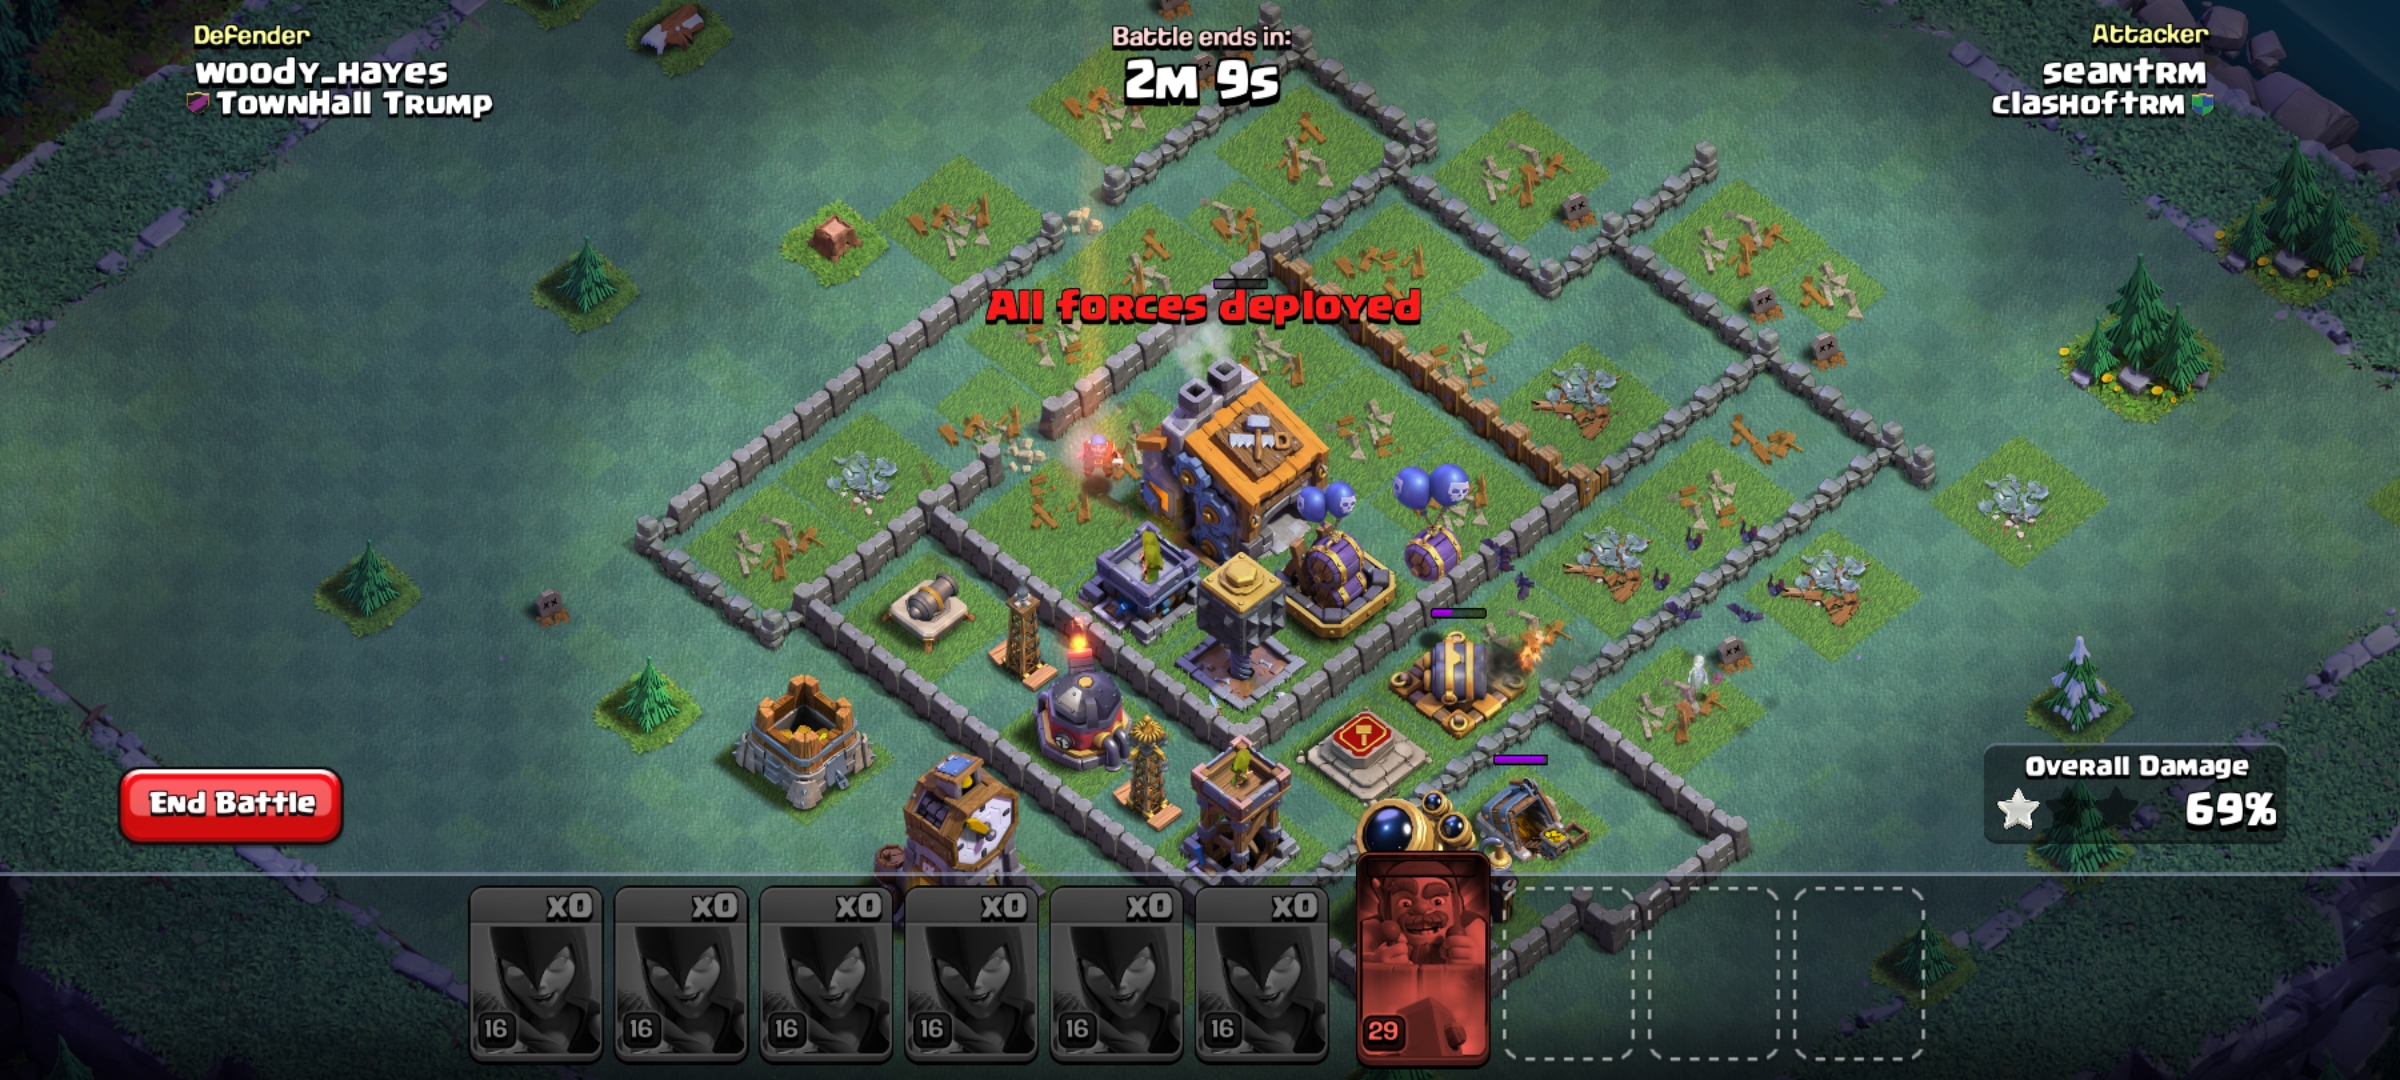 Defender
woody_Hayes
TownHall Trump
Battle ends in:
2M 9s
Attacker
seantRM
clashoftRM
All forces deployed
End Battle
Overall Damage
69%
x0
x0
x0
x0
x0
x0
16
16
16
16
16
16
29